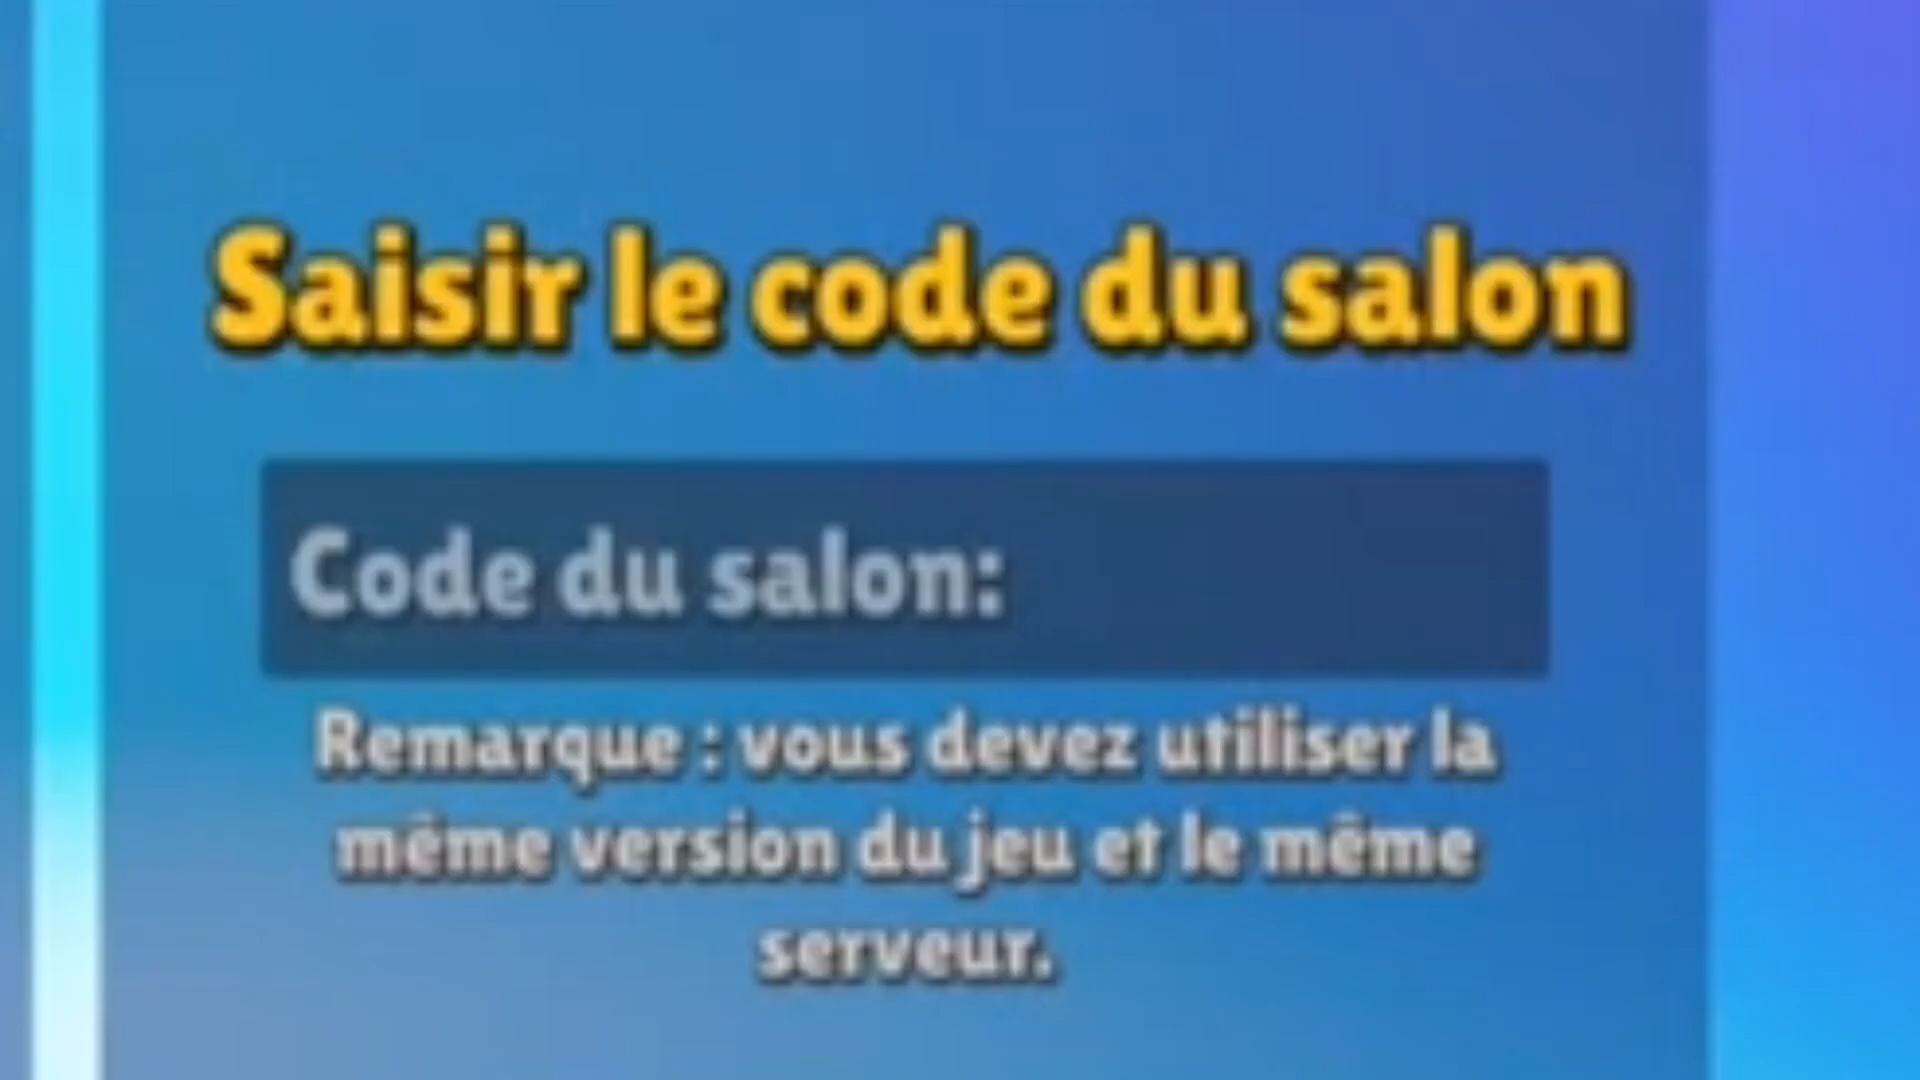 Saisir le code du salon
Code du salon:
Remarque : vous devez utiliser la
même version du jeu et le même
serveur.